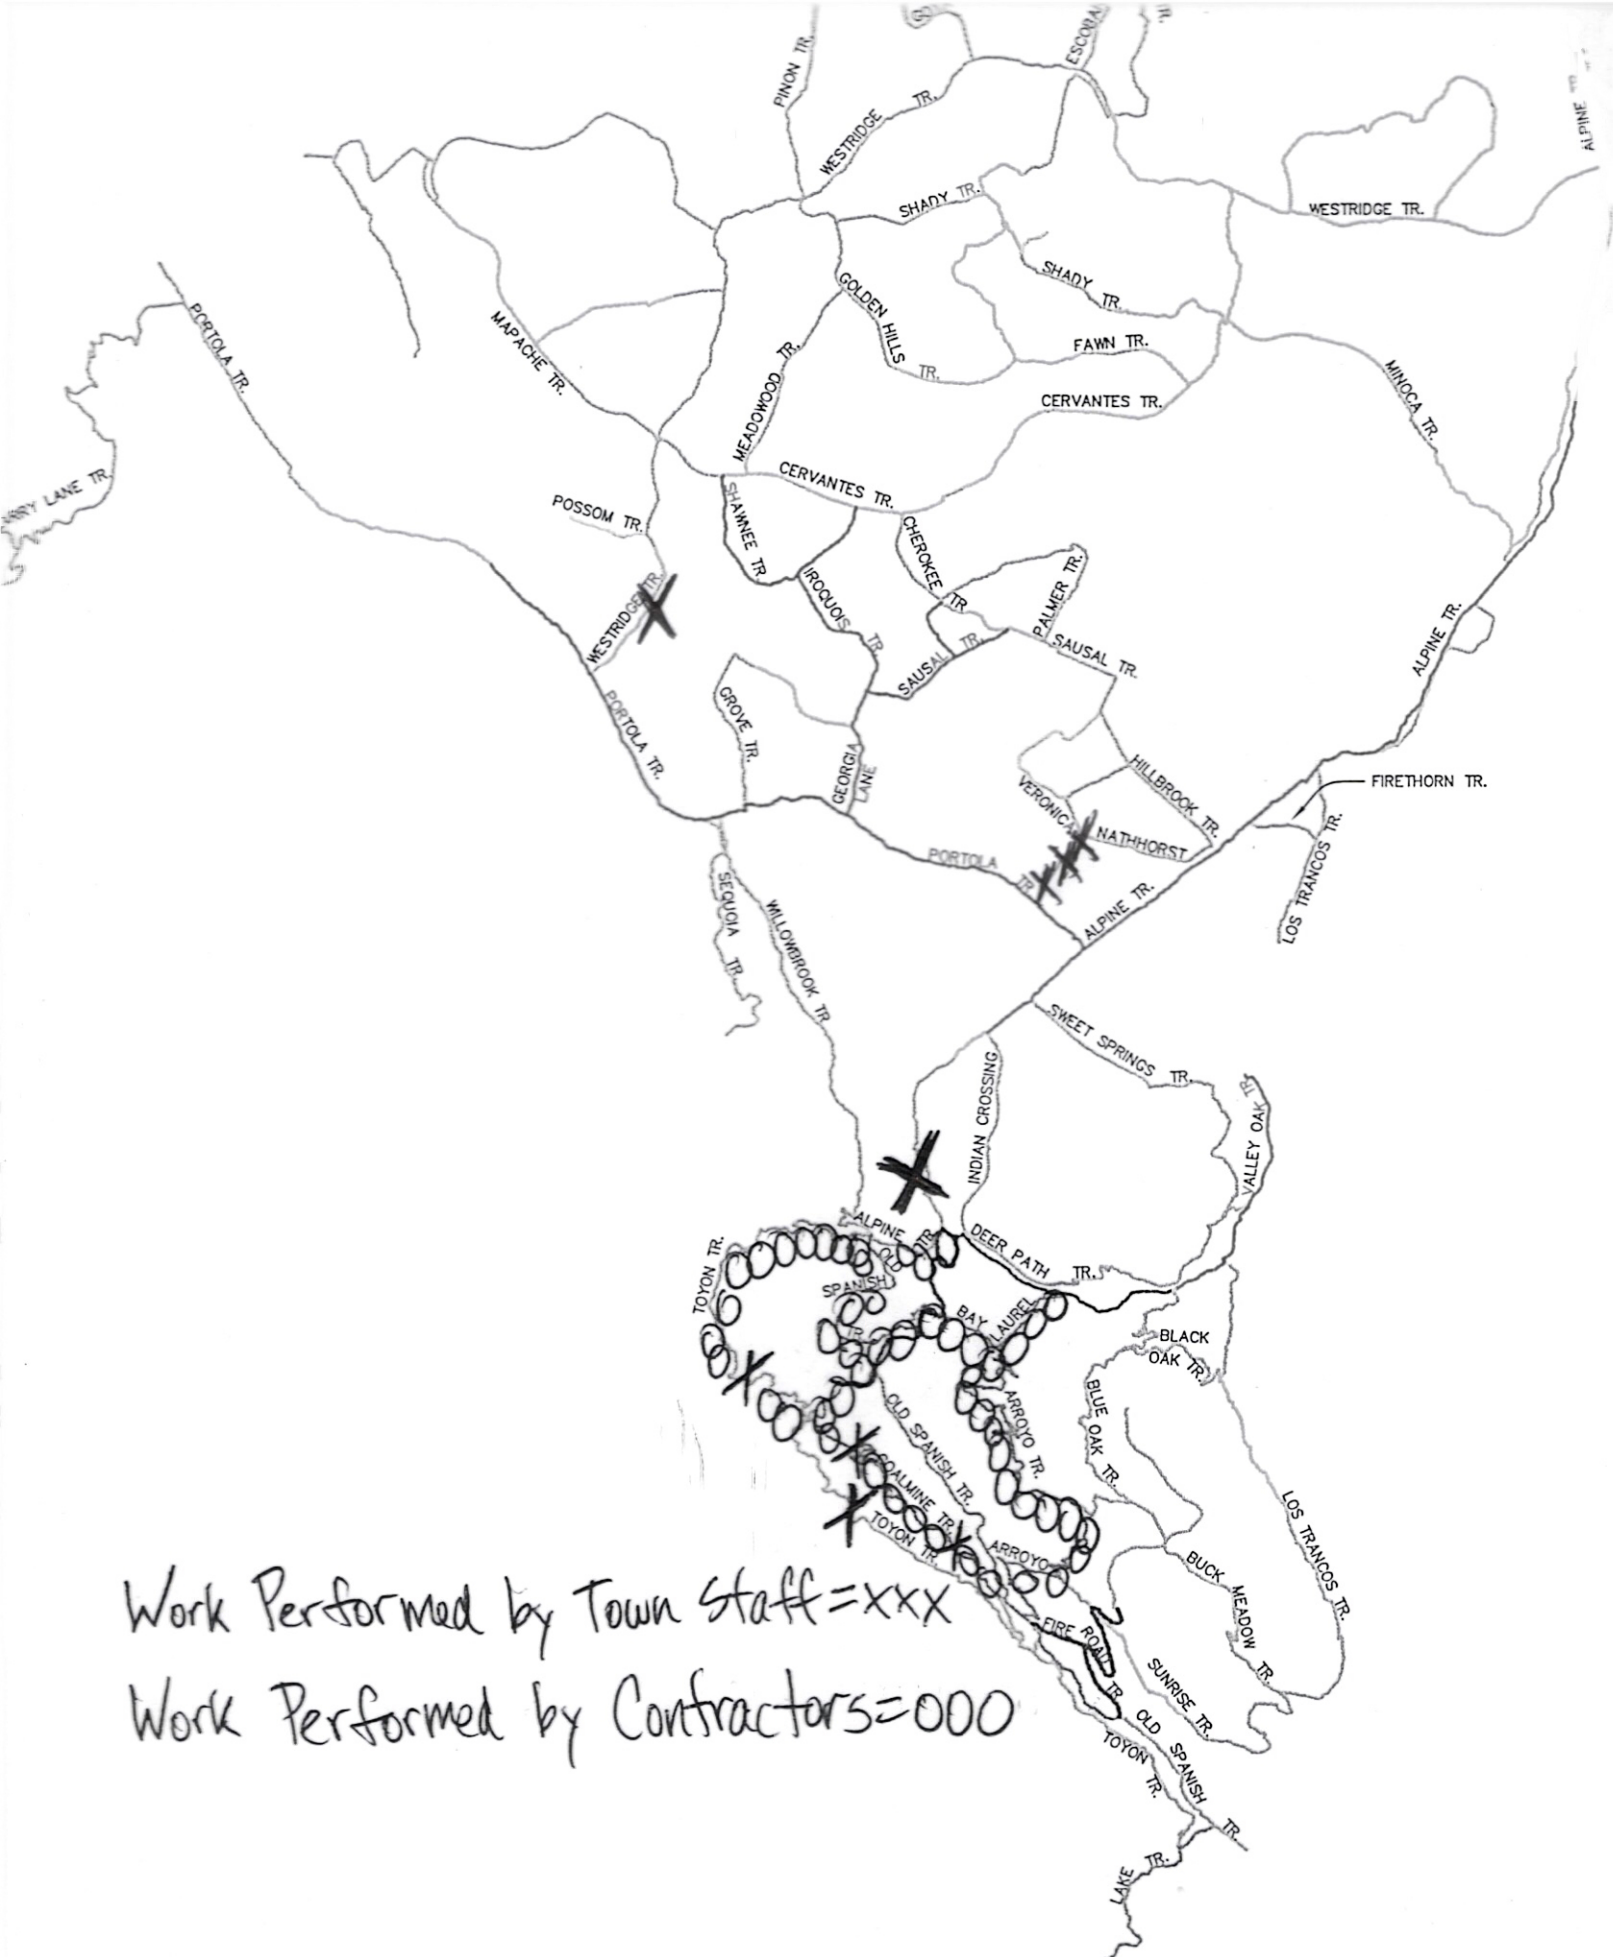 PINON TR.
ESCOBA
TR.
ALPINE TR
WESTRIDGE TR.
SHADY TR.
WESTRIDGE TR.
SHADY TR.
GOLDEN HILLS TR.
PORTOLA TR.
MAPACHE TR.
MEADOWOOD TR.
FAWN TR.
CERVANTES TR.
MINOCA TR.
CERVANTES TR.
RRY LANE TR.
POSSOM TR.
SHAWNEE TR.
CHEROKEE TR
IROQUOIS TR.
PALMER TR.
WESTRIDGE TR.
SAUSAL TR.
SAUSAL TR.
ALPINE TR.
PORTOLA TR.
GROVE TR.
GEORGIA
LANE
HILLBROOK TR.
FIRETHORN TR.
VERONICA
NATHHORST
LOS TRANCOS TR.
PORTOLA TR
ALPINE TR.
SEQUOIA TR.
WILLOWBROOK TR
SWEET SPRINGS TR.
INDIAN CROSSING
VALLEY OAK TR
ALPINE TR.
DEER PATH TR.
TOYON TR.
OLD
SPANISH
TR.
BAY
LAUREL
BLACK
OAK TR.
BLUE OAK TR.
ARROYO TR.
OLD SPANISH TR.
COALMINE TR.
TOYON TR.
ARROYO
LOS TRANCOS TR.
BUCK MEADOW TR.
Work Performed by Town Staff=XXX
FIRE ROAD TR
SUNRISE TR.
Work Performed by Contractors=OOO
OLD SPANISH TR.
TOYON TR.
LAKE TR.